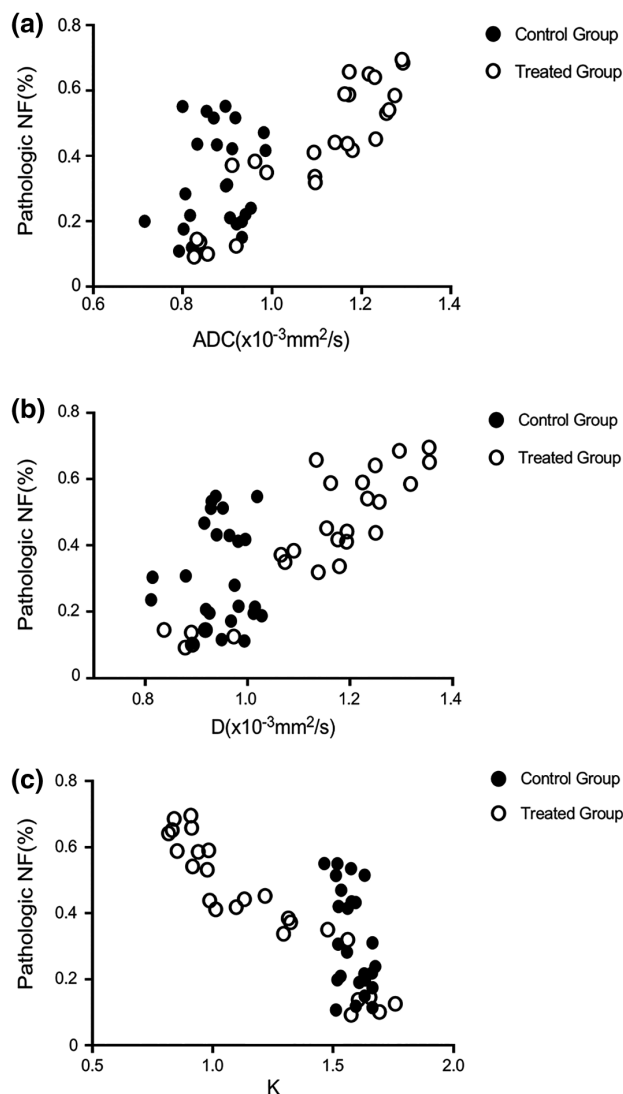 (a)
Pathologic NF(%)
0.8
0.6
0.4
0.2
0
0.6 0.8 1.0 1.2 1.4
ADC(x10⁻³mm²/s)
Control Group
Treated Group
(b)
Pathologic NF(%)
0.8
0.6
0.4
0.2
0
0.8 1.0 1.2 1.4
D(x10⁻³mm²/s)
Control Group
Treated Group
(c)
Pathologic NF(%)
0.8
0.6
0.4
0.2
0
0.5 1.0 1.5 2.0
K
Control Group
Treated Group